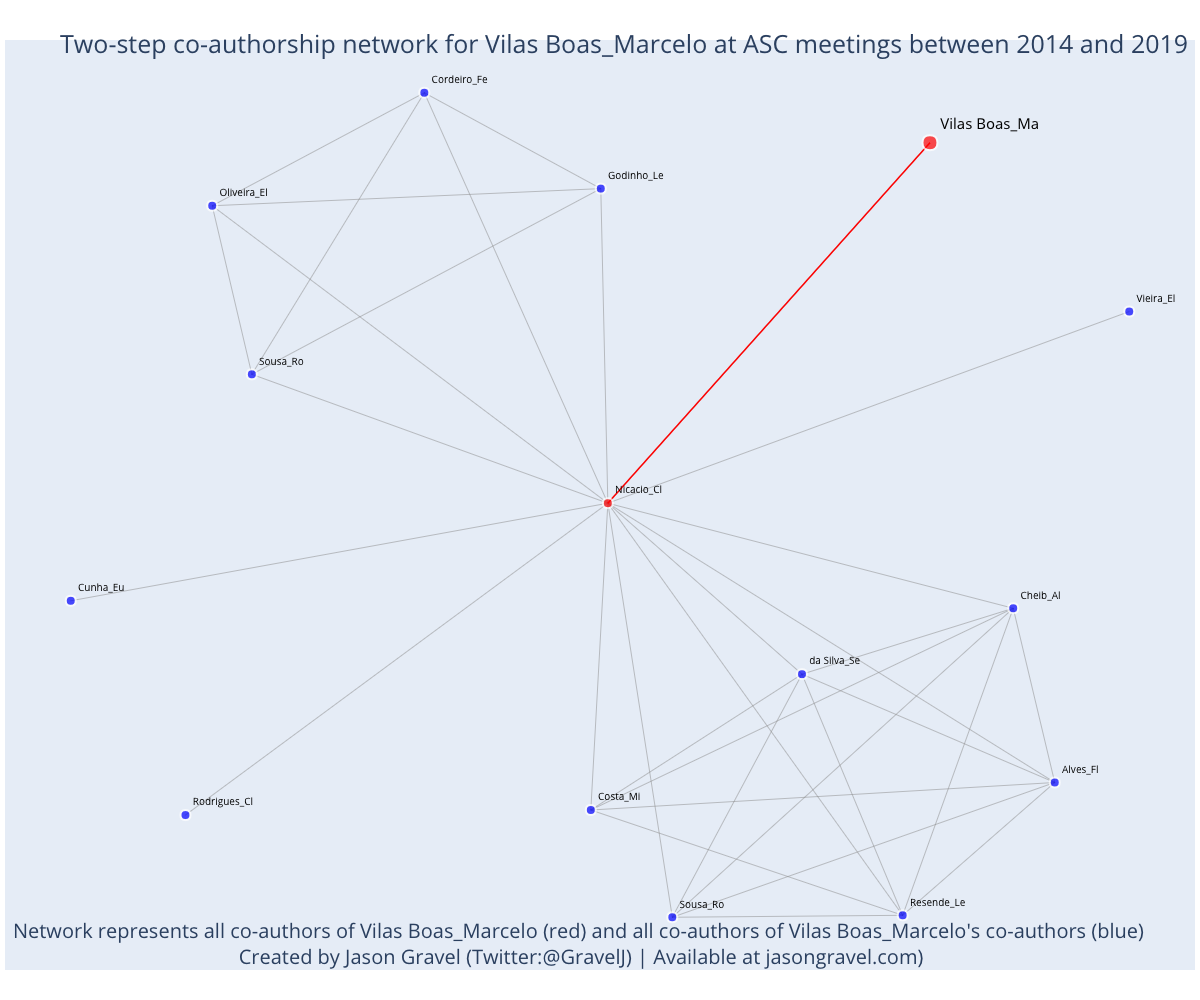 Two-step co-authorship network for Vilas Boas_Marcelo at ASC meetings between 2014 and 2019
Cordeiro_Fe
Vilas Boas_Ma
Godinho_Le
Oliveira_El
Vieira_El
Sousa_Ro
Nicacio_Cl
Cunha_Eu
Cheib_Al
da Silva_Se
Alves_Fl
Costa_Mi
Rodrigues_Cl
Sousa_Ro
Resende_Le
Network represents all co-authors of Vilas Boas_Marcelo (red) and all co-authors of Vilas Boas_Marcelo's co-authors (blue)
Created by Jason Gravel (Twitter:@GravelJ) | Available at jasongravel.com)